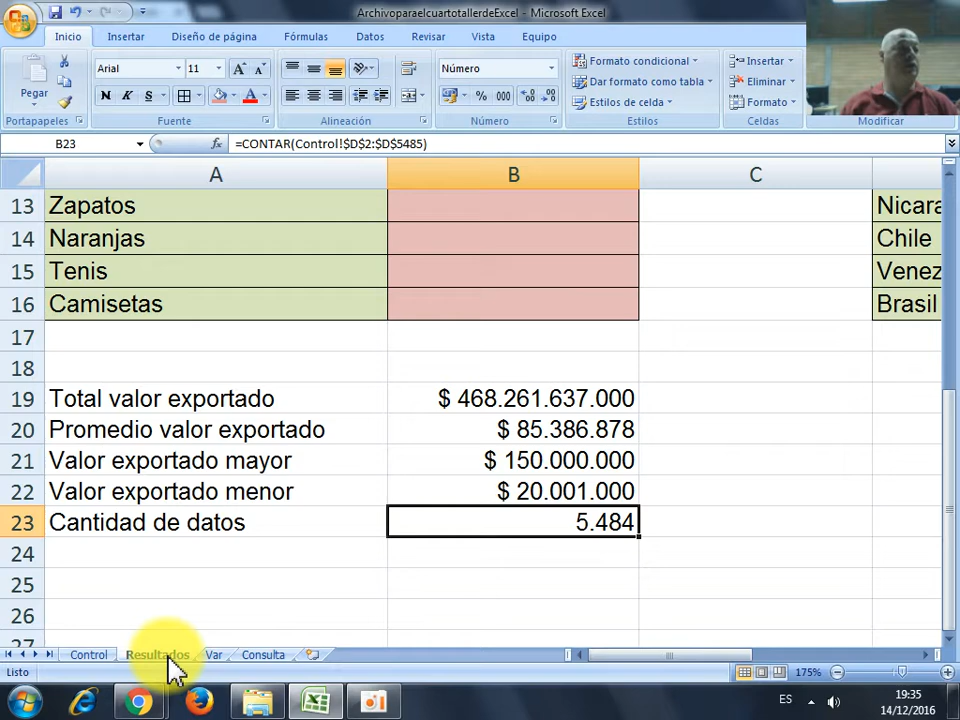 ArchivoparaelcuartotallerdeExcel - Microsoft Excel
Inicio
Insertar
Diseño de página
Fórmulas
Datos
Revisar
Vista
Equipo
Pegar
Portapapeles
Arial
11
N K S
Fuente
Alineación
Número
% 000
Número
Formato condicional
Dar formato como tabla
Estilos de celda
Estilos
Insertar
Eliminar
Formato
Celdas
Modificar
B23
fx
=CONTAR(Control!$D$2:$D$5485)
A B C
13 Zapatos Nicara
14 Naranjas Chile
15 Tenis Venez
16 Camisetas Brasil
17
18
19 Total valor exportado $ 468.261.637.000
20 Promedio valor exportado $ 85.386.878
21 Valor exportado mayor $ 150.000.000
22 Valor exportado menor $ 20.001.000
23 Cantidad de datos 5.484
24
25
26
27
Control Resultados Var Consulta
Listo
175%
ES
19:35
14/12/2016